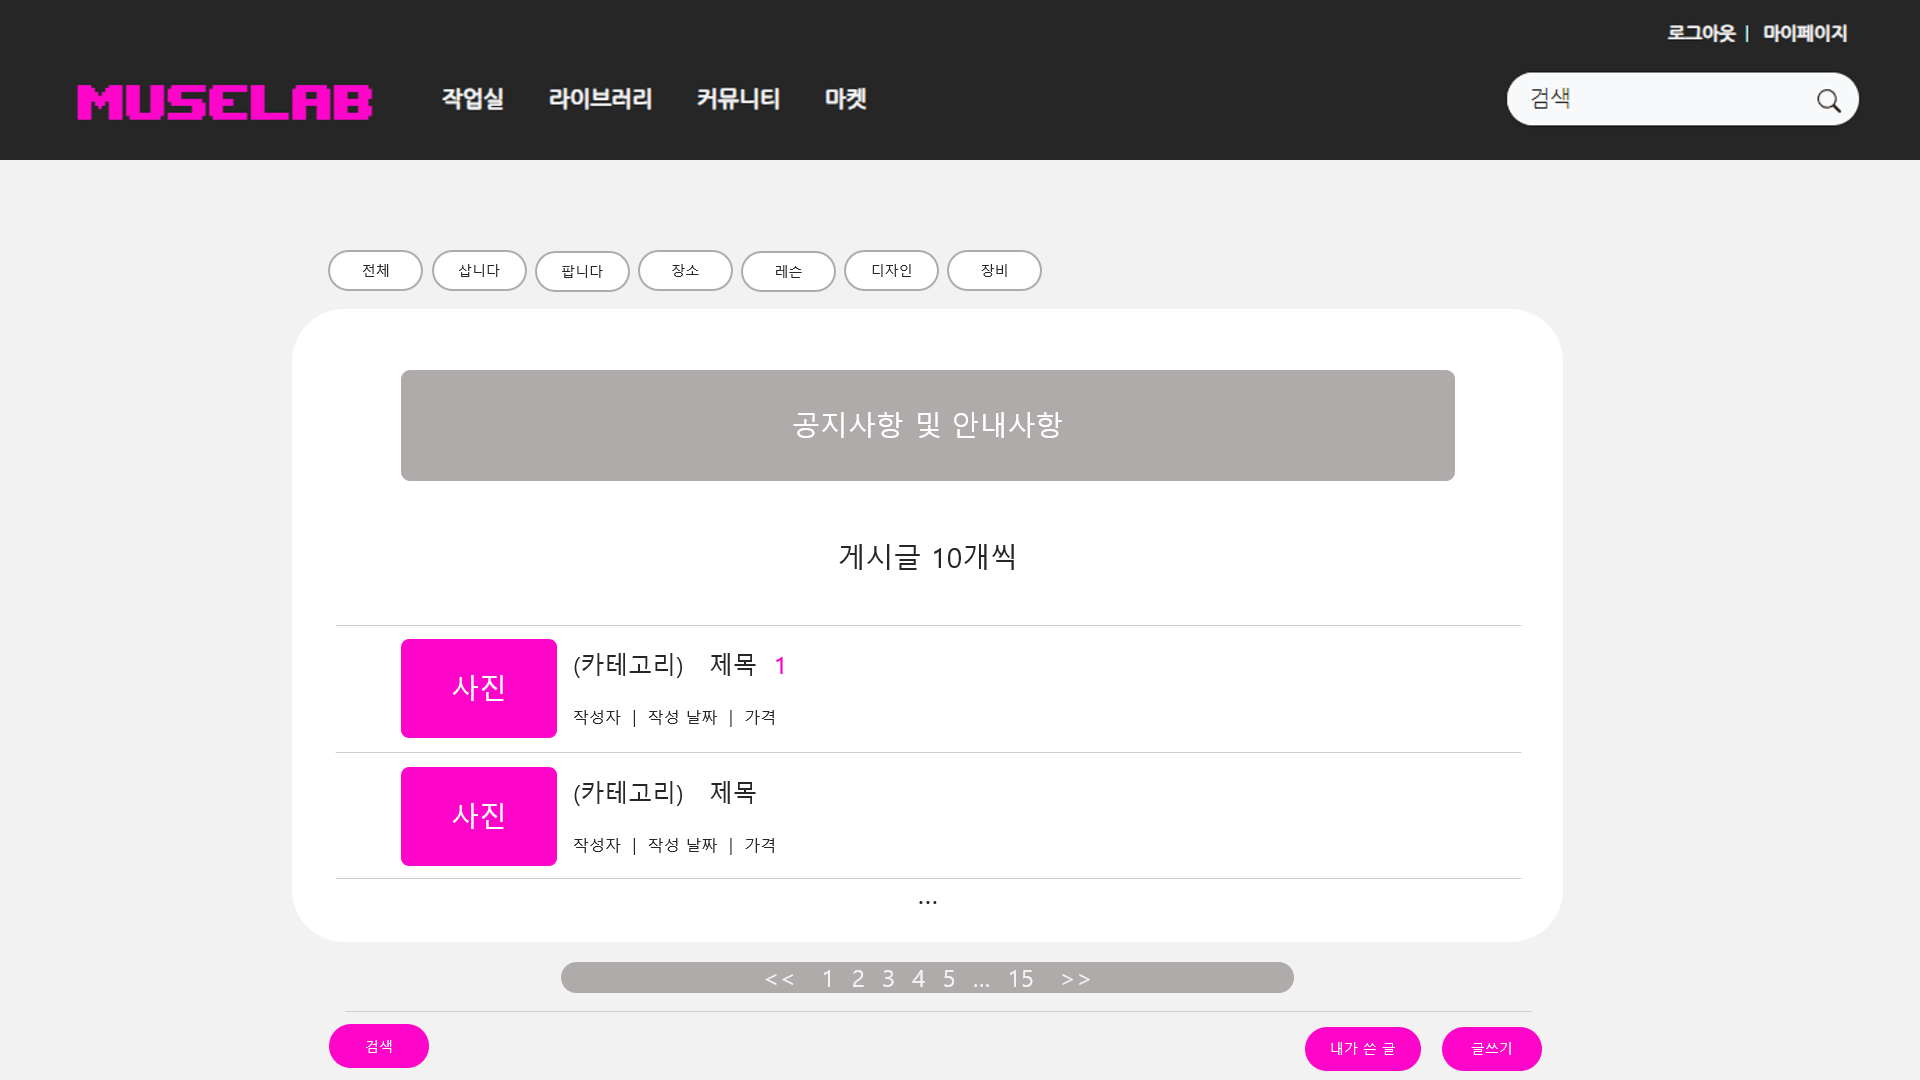 로그아웃 | 마이페이지
MUSELAB 작업실 라이브러리 커뮤니티 마켓 검색
전체 삽니다 팝니다 장소 레슨 디자인 장비
공지사항 및 안내사항
게시글 10개씩
사진
(카테고리) 제목 1
작성자 | 작성 날짜 | 가격
사진
(카테고리) 제목
작성자 | 작성 날짜 | 가격
...
<< 1 2 3 4 5 ... 15 >>
검색 내가 쓴 글 글쓰기